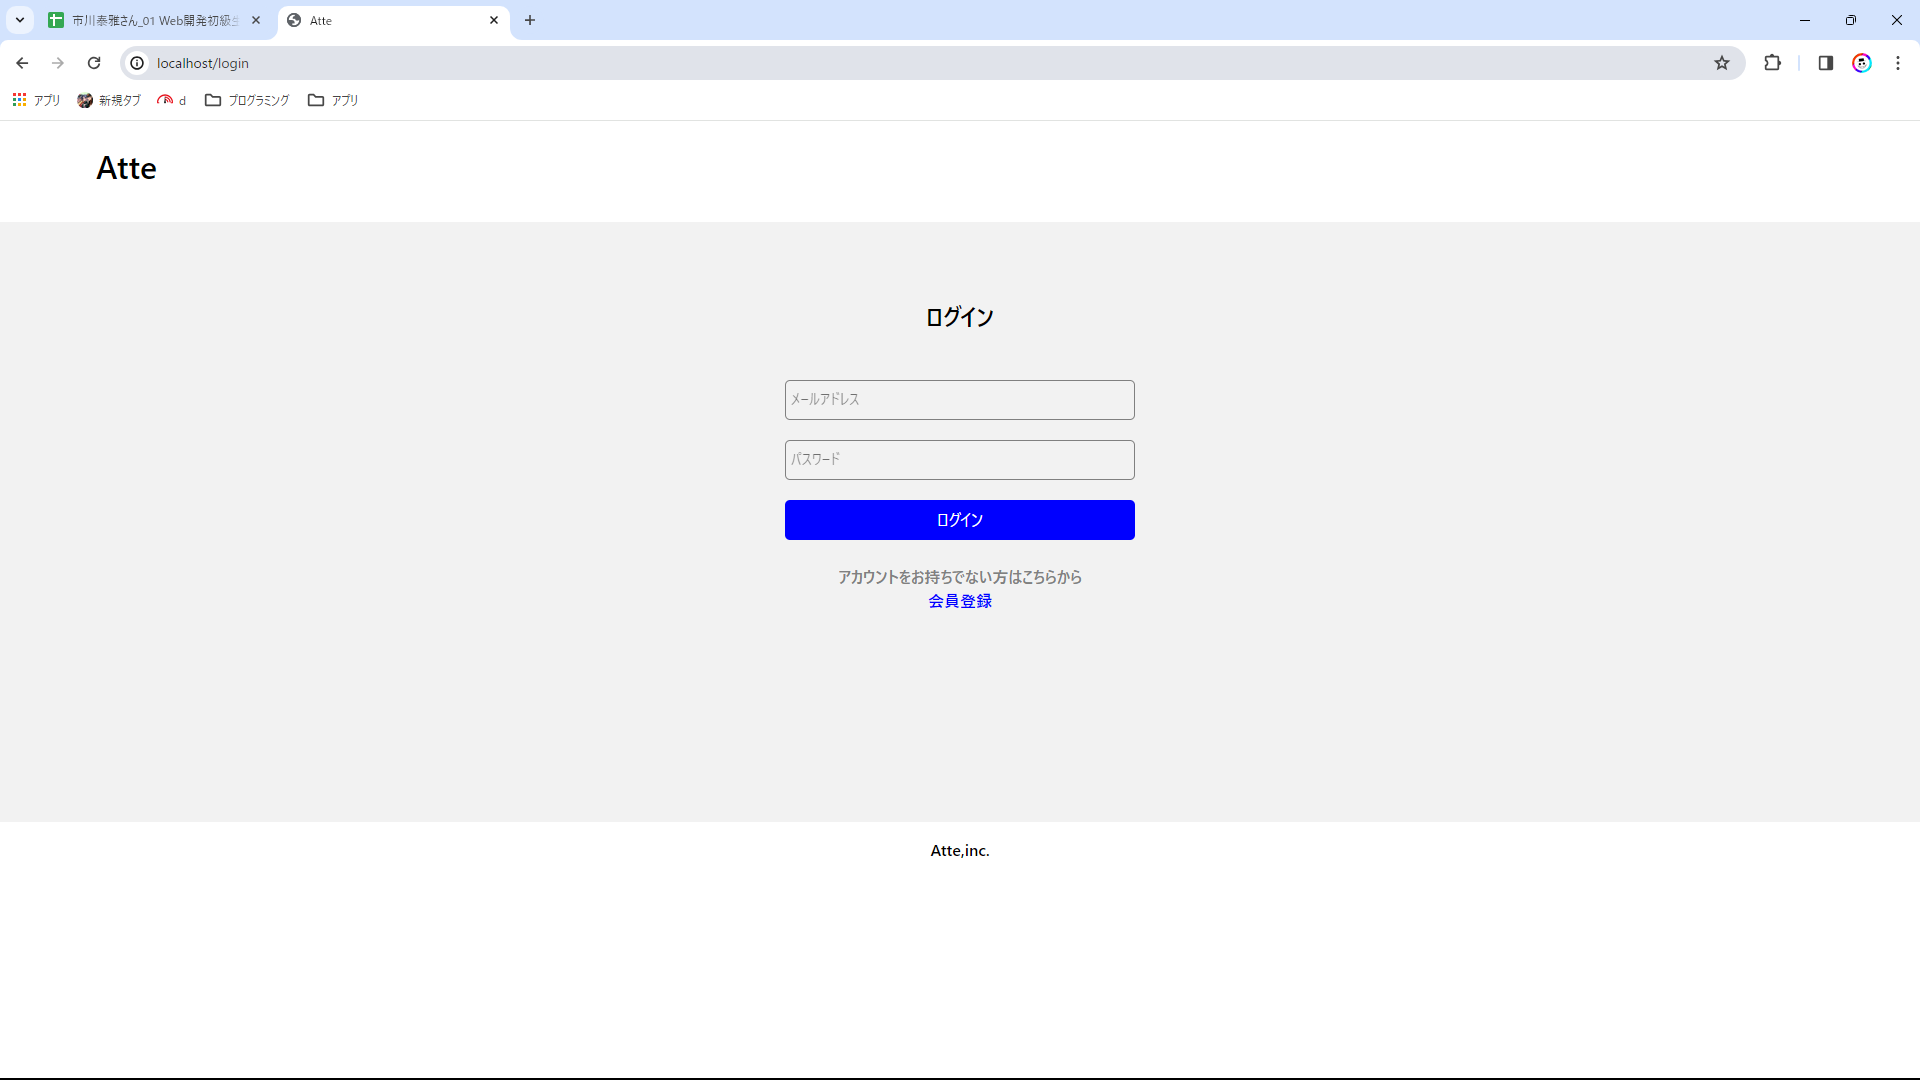 市川泰雅さん_01 Web開発初級
Atte
localhost/login
アプリ
新規タブ
d
プログラミング
アプリ
Atte
ログイン
メールアドレス
パスワード
ログイン
アカウントをお持ちでない方はこちらから
会員登録
Atte,inc.